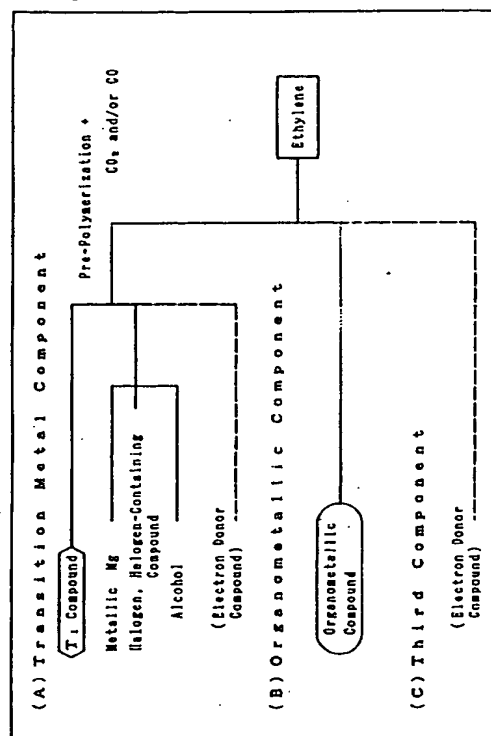 (A) Transition Metal Component
Ti Compound
Metallic Mg
Halogen, Halogen-Containing
Compound
Alcohol
(Electron Donor
Compound)
Pre-Polymerization +
CO₂ and/or CO
(B) Organometallic Component
Organometallic
Compound
Ethylene
(C) Third Component
(Electron Donor
Compound)